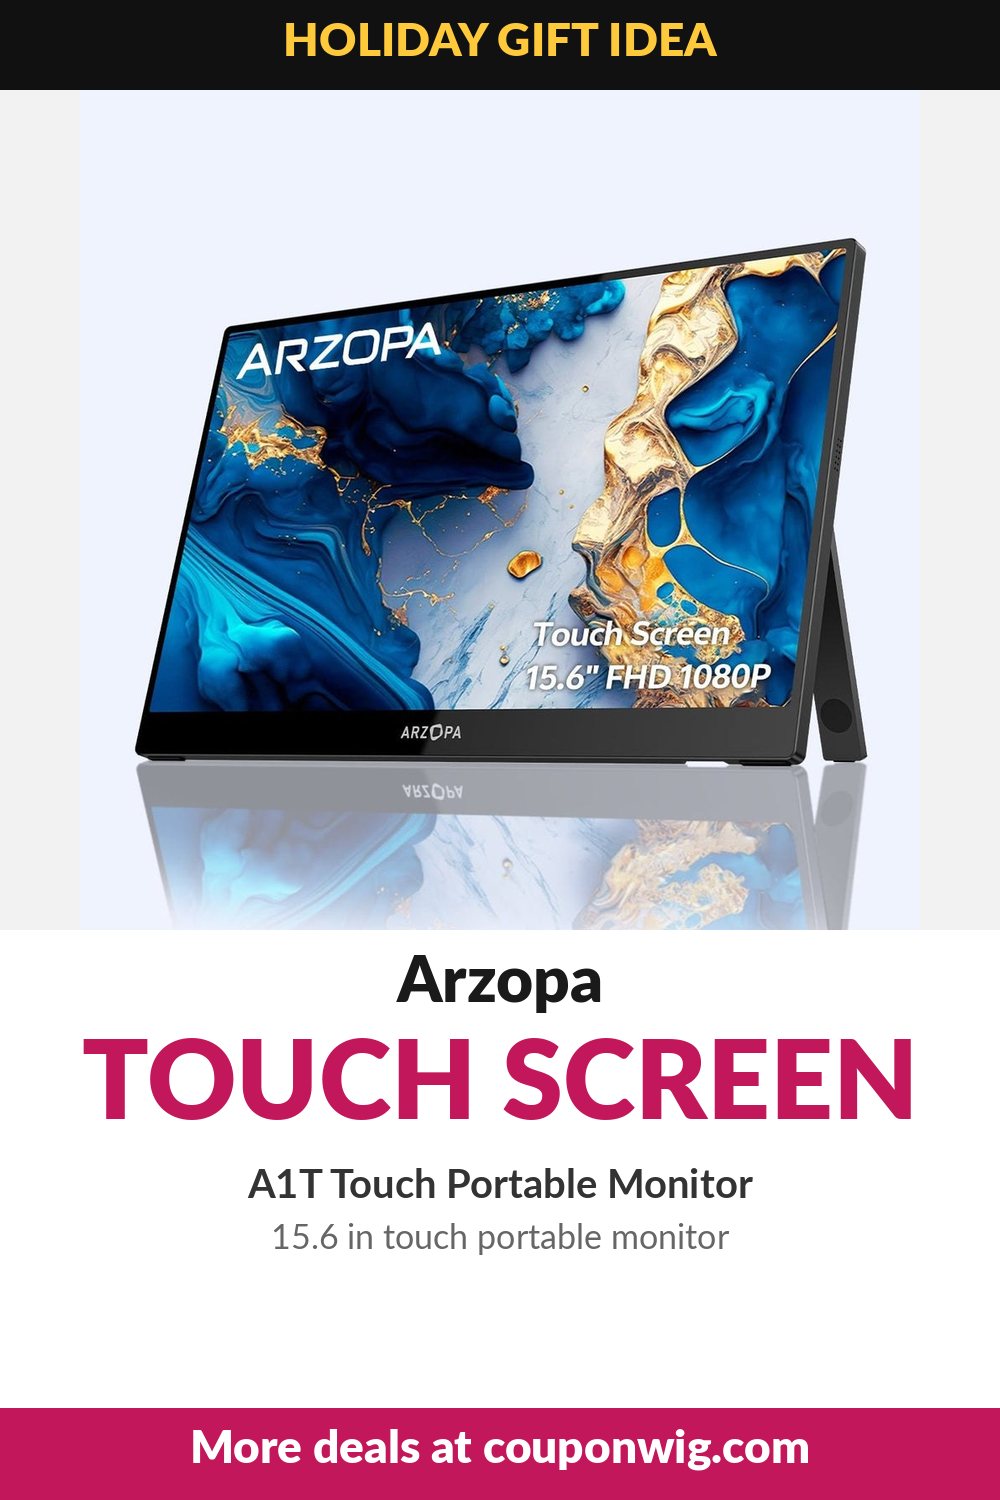 HOLIDAY GIFT IDEA
ARZOPA
Touch Screen
15.6" FHD 1080P
ARZOPA
ARZOPA
Arzopa
TOUCH SCREEN
A1T Touch Portable Monitor
15.6 in touch portable monitor
More deals at couponwig.com